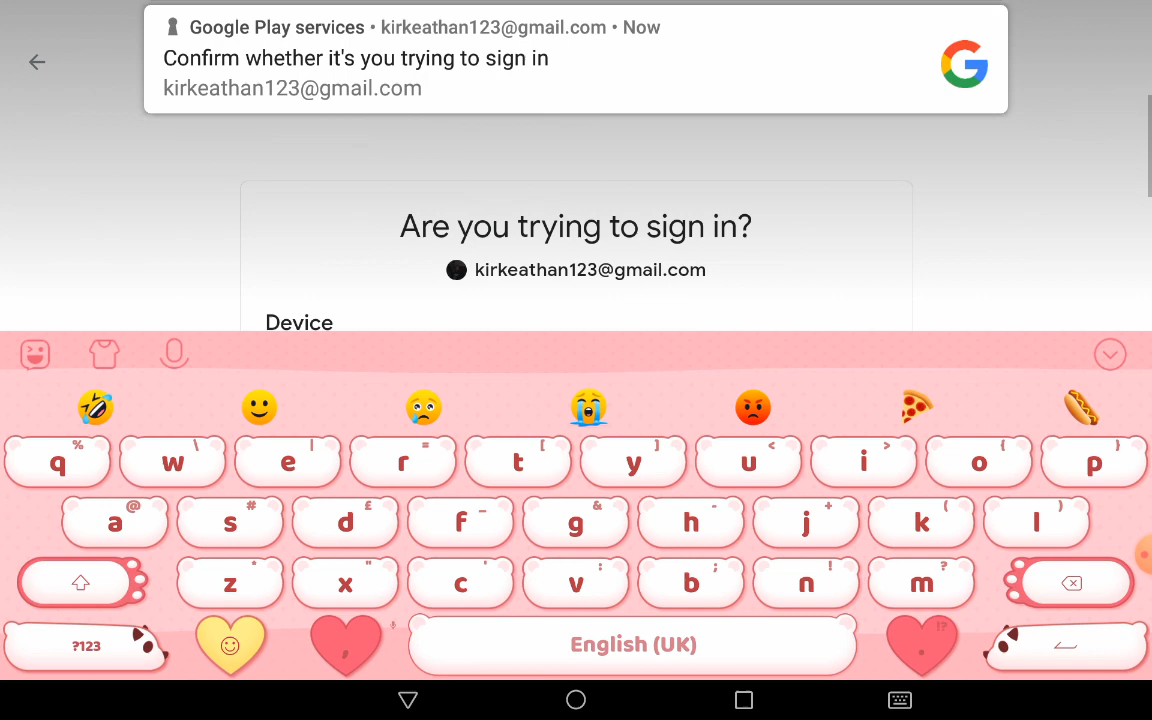 Google Play services • kirkeathan123@gmail.com • Now
Confirm whether it's you trying to sign in
kirkeathan123@gmail.com
Are you trying to sign in?
kirkeathan123@gmail.com
Device
% \ | = [ ] < > { }
q w e r t y u i o p
@ # £ _ & - + ( )
a s d f g h j k l
* " ' : ; ! ?
z x c v b n m
?123 , English (UK) . !?